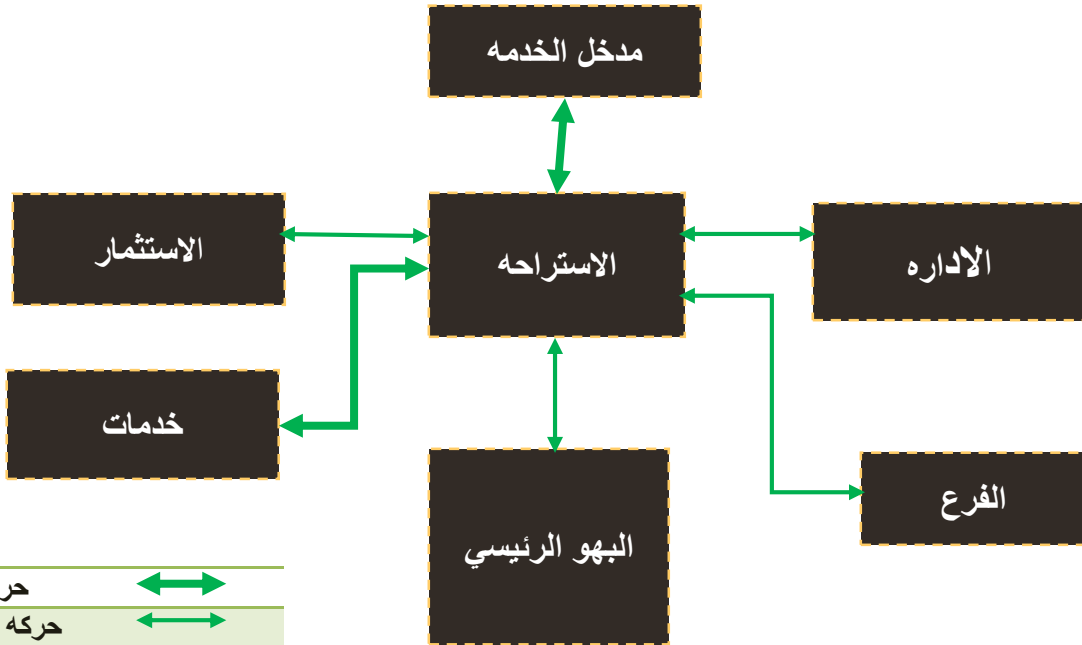 مدخل الخدمه
الاستثمار
الاستراحه
الاداره
خدمات
البهو الرئيسي
الفرع
حركه